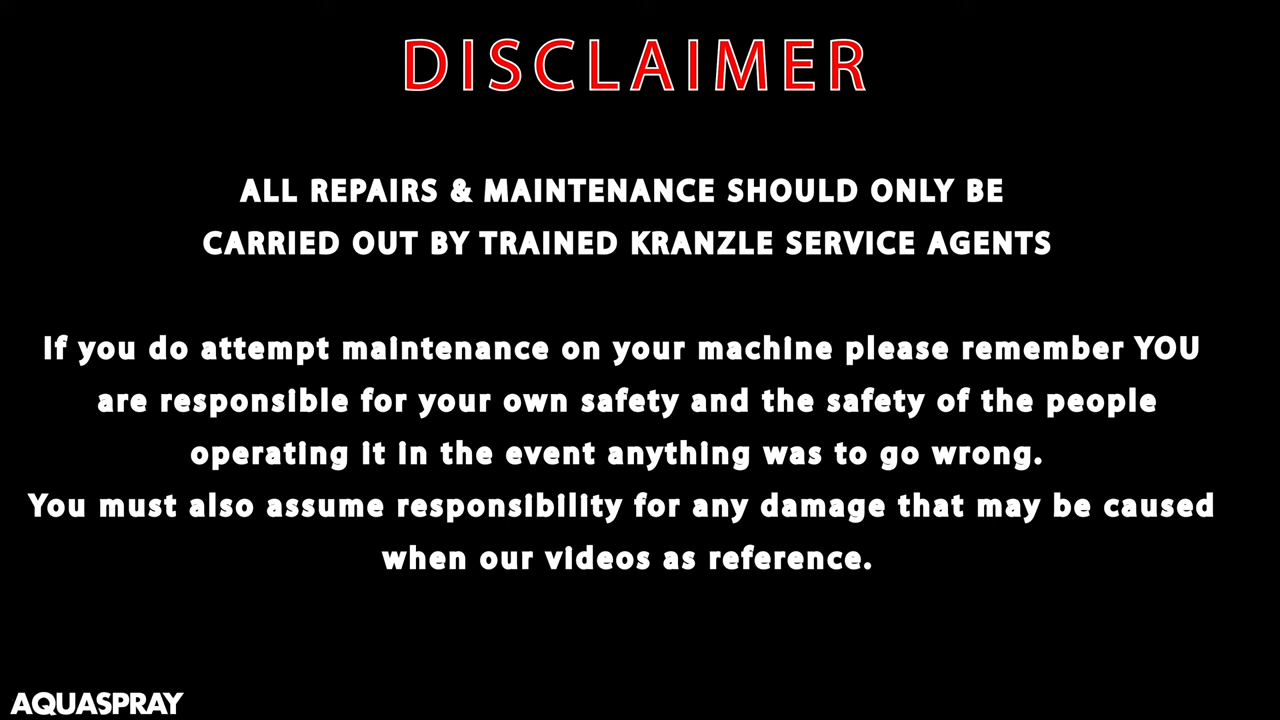 DISCLAIMER
ALL REPAIRS & MAINTENANCE SHOULD ONLY BE
CARRIED OUT BY TRAINED KRANZLE SERVICE AGENTS
If you do attempt maintenance on your machine please remember YOU
are responsible for your own safety and the safety of the people
operating it in the event anything was to go wrong.
You must also assume responsibility for any damage that may be caused
when our videos as reference.
AQUASPRAY